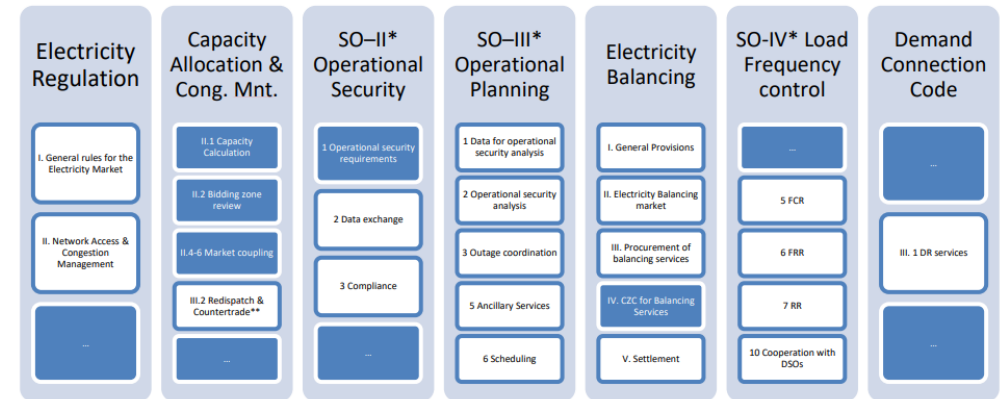 Electricity
Regulation
I. General rules for the
Electricity Market
II. Network Access &
Congestion
Management
...
Capacity
Allocation &
Cong. Mnt.
II.1 Capacity
Calculation
II.2 Bidding zone
review
II.4-6 Market coupling
III.2 Redispatch &
Countertrade**
...
SO–II*
Operational
Security
1 Operational security
requirements
2 Data exchange
3 Compliance
...
SO–III*
Operational
Planning
1 Data for operational
security analysis
2 Operational security
analysis
3 Outage coordination
5 Ancillary Services
6 Scheduling
Electricity
Balancing
I. General Provisions
II. Electricity Balancing
market
III. Procurement of
balancing services
IV. CZC for Balancing
Services
V. Settlement
SO-IV* Load
Frequency
control
...
5 FCR
6 FRR
7 RR
10 Cooperation with
DSOs
Demand
Connection
Code
...
III. 1 DR services
...